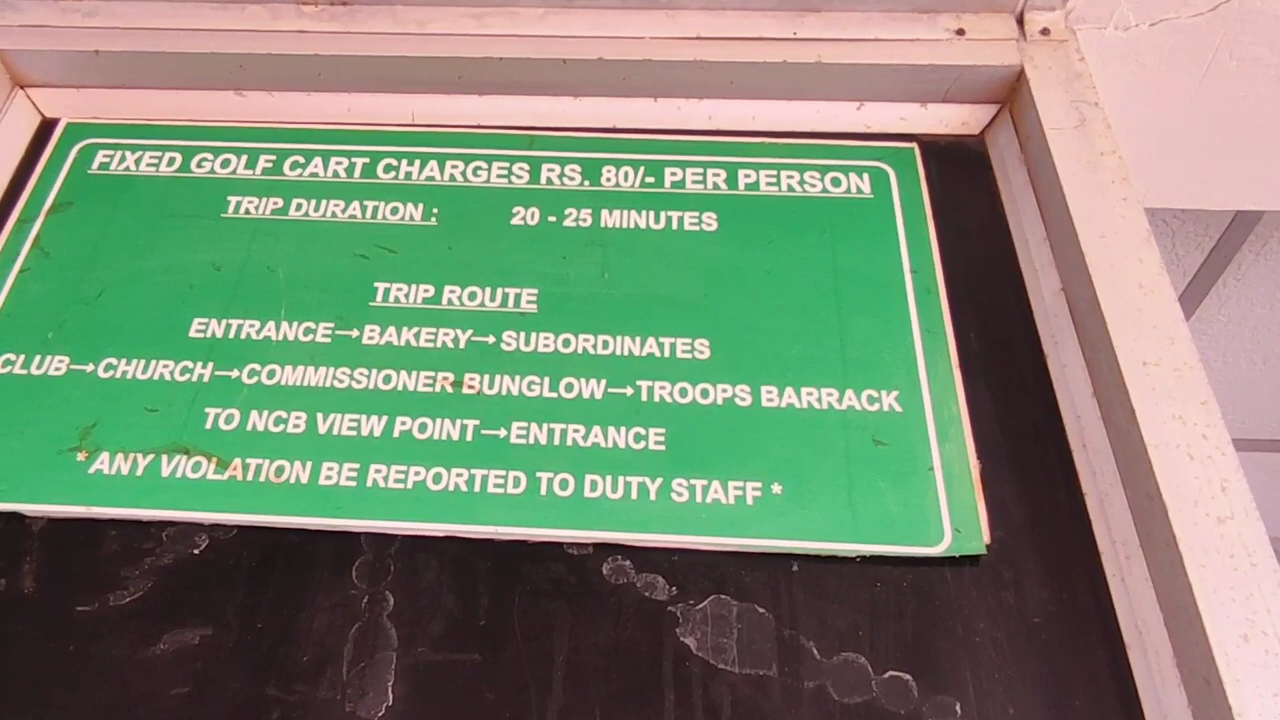 FIXED GOLF CART CHARGES RS. 80/- PER PERSON
TRIP DURATION : 20 - 25 MINUTES
TRIP ROUTE
ENTRANCE→BAKERY→SUBORDINATES
CLUB→CHURCH→COMMISSIONER BUNGLOW→TROOPS BARRACK
TO NCB VIEW POINT→ENTRANCE
*ANY VIOLATION BE REPORTED TO DUTY STAFF *